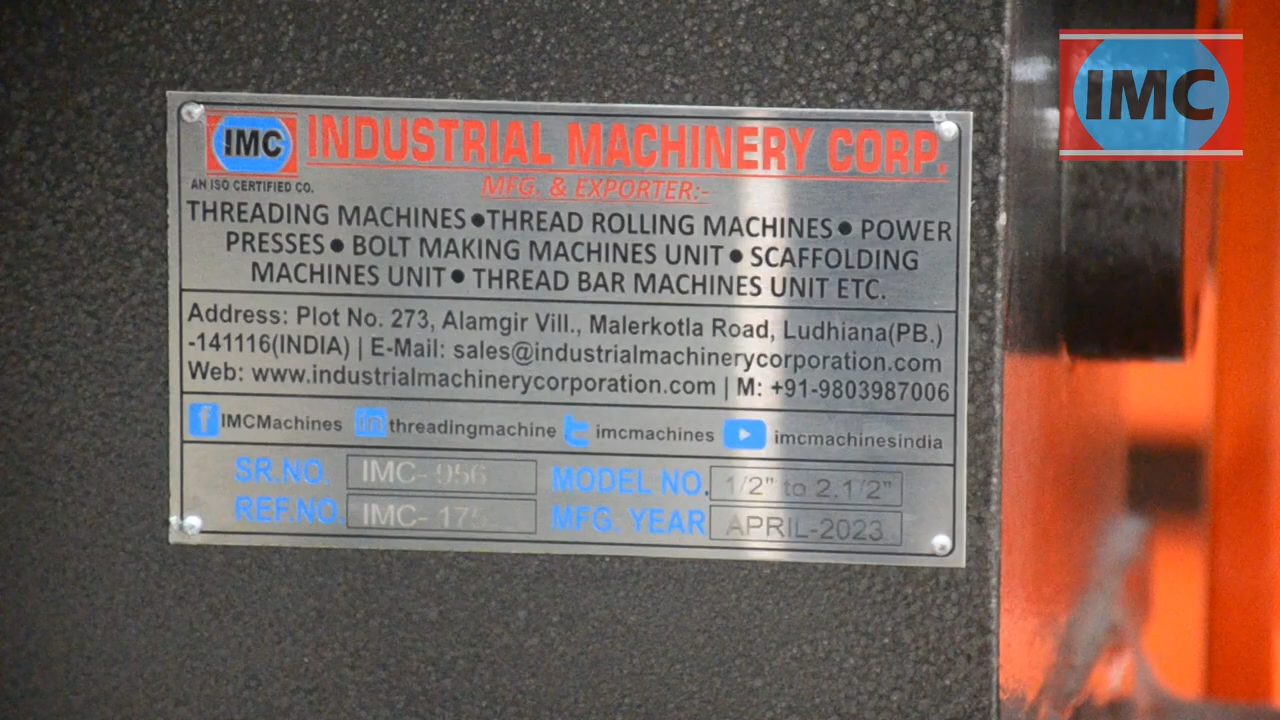 IMC
IMC INDUSTRIAL MACHINERY CORP.
AN ISO CERTIFIED CO.
MFG. & EXPORTER:-
THREADING MACHINES ● THREAD ROLLING MACHINES ● POWER
PRESSES ● BOLT MAKING MACHINES UNIT ● SCAFFOLDING
MACHINES UNIT ● THREAD BAR MACHINES UNIT ETC.
Address: Plot No. 273, Alamgir Vill., Malerkotla Road, Ludhiana(PB.)
-141116(INDIA) | E-Mail: sales@industrialmachinerycorporation.com
Web: www.industrialmachinerycorporation.com | M: +91-9803987006
f IMCMachines in threadingmachine t imcmachines imcmachinesindia
SR.NO. IMC- 956 MODEL NO. 1/2" to 2.1/2"
REF.NO. IMC- MFG. YEAR APRIL-2023